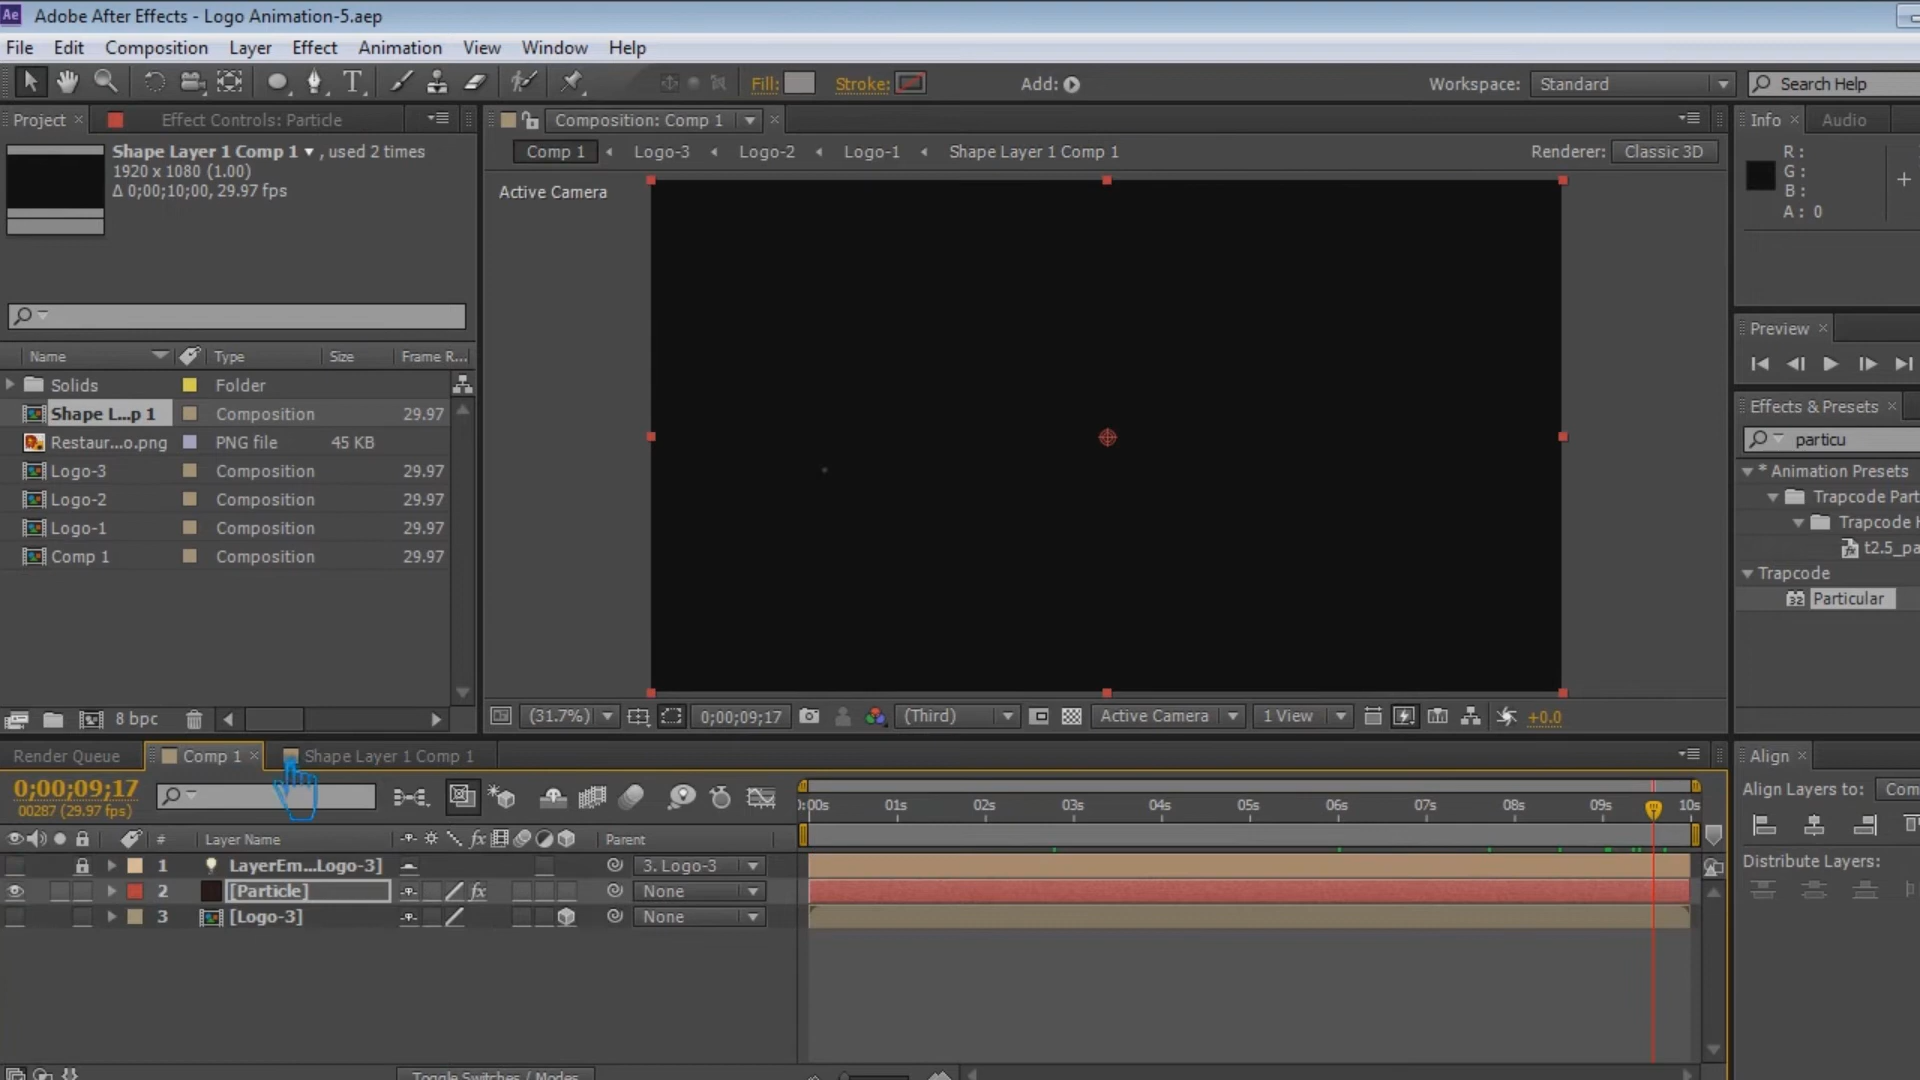 Ae Adobe After Effects - Logo Animation-5.aep
File Edit Composition Layer Effect Animation View Window Help
T Fill: Stroke: Add: Workspace: Standard Search Help
Project × Effect Controls: Particle
Shape Layer 1 Comp 1 ▼ , used 2 times
1920 x 1080 (1.00)
Δ 0;00;10;00, 29.97 fps
Name Type Size Frame R...
Solids Folder
Shape L...p 1 Composition 29.97
Restaur...o.png PNG file 45 KB
Logo-3 Composition 29.97
Logo-2 Composition 29.97
Logo-1 Composition 29.97
Comp 1 Composition 29.97
8 bpc
Composition: Comp 1
Comp 1 Logo-3 Logo-2 Logo-1 Shape Layer 1 Comp 1 Renderer: Classic 3D
Active Camera
(31.7%) 0;00;09;17 (Third) Active Camera 1 View +0.0
Info × Audio
R :
G :
B :
A : 0
Preview ×
Effects & Presets ×
particu
* Animation Presets
Trapcode Part
Trapcode H
t2.5_pa
Trapcode
32 Particular
Render Queue Comp 1 × Shape Layer 1 Comp 1
0;00;09;17
00287 (29.97 fps)
):00s 01s 02s 03s 04s 05s 06s 07s 08s 09s 10s
# Layer Name fx Parent
1 LayerEm...Logo-3] 3. Logo-3
2 [Particle] fx None
3 [Logo-3] None
Toggle Switches / Modes
Align ×
Align Layers to: Com
Distribute Layers: